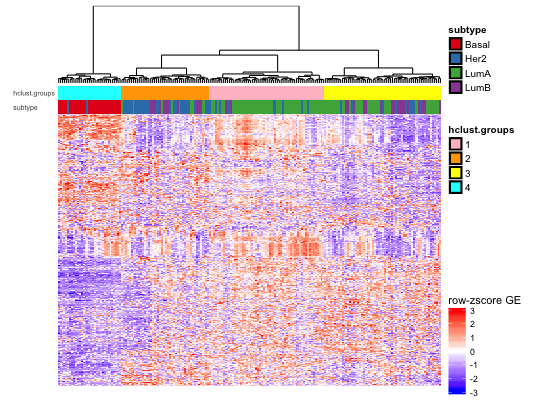 subtype
Basal
Her2
LumA
LumB
hclust.groups
subtype
hclust.groups
1
2
3
4
row-zscore GE
3
2
1
0
-1
-2
-3